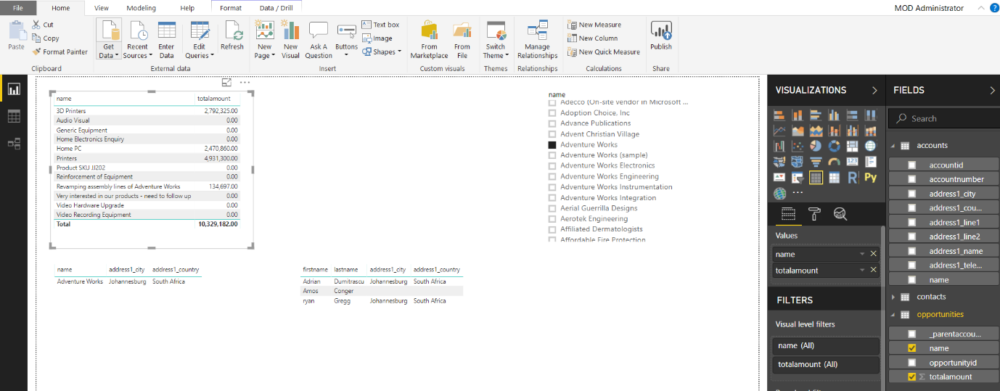 File Home View Modeling Help Format Data / Drill MOD Administrator
Paste Cut Copy Format Painter
Clipboard
Get Data Recent Sources Enter Data Edit Queries Refresh
External data
New Page New Visual Ask A Question Buttons Text box Image Shapes
Insert
From Marketplace From File
Custom visuals
Switch Theme
Themes
Manage Relationships
Relationships
New Measure
New Column
New Quick Measure
Calculations
Publish
Share
name totalamount
3D Printers 2,792,325.00
Audio Visual 0.00
Generic Equipment 0.00
Home Electronics Enquiry 0.00
Home PC 2,470,860.00
Printers 4,931,300.00
Product SKU JJ202 0.00
Reinforcement of Equipment 0.00
Revamping assembly lines of Adventure Works 134,697.00
Very interested in our products - need to follow up 0.00
Video Hardware Upgrade 0.00
Video Recording Equipment 0.00
Total 10,329,182.00
name
Adecco (On-site vendor in Microsoft ...
Adoption Choice, Inc
Advance Publications
Advent Christian Village
Adventure Works
Adventure Works (sample)
Adventure Works Electronics
Adventure Works Engineering
Adventure Works Instrumentation
Adventure Works Integration
Aerial Guerrilla Designs
Aerotek Engineering
Affiliated Dermatologists
Affordable Fire Protection
name address1_city address1_country
Adventure Works Johannesburg South Africa
firstname lastname address1_city address1_country
Adrian Dumitrascu Johannesburg South Africa
Amos Conger
ryan Gregg Johannesburg South Africa
VISUALIZATIONS
R Py
Values
name
totalamount
FILTERS
Visual level filters
name (All)
totalamount (All)
FIELDS
Search
accounts
accountid
accountnumber
address1_city
address1_cou...
address1_line1
address1_line2
address1_name
address1_tele...
name
contacts
opportunities
_parentaccou...
name
opportunityid
totalamount